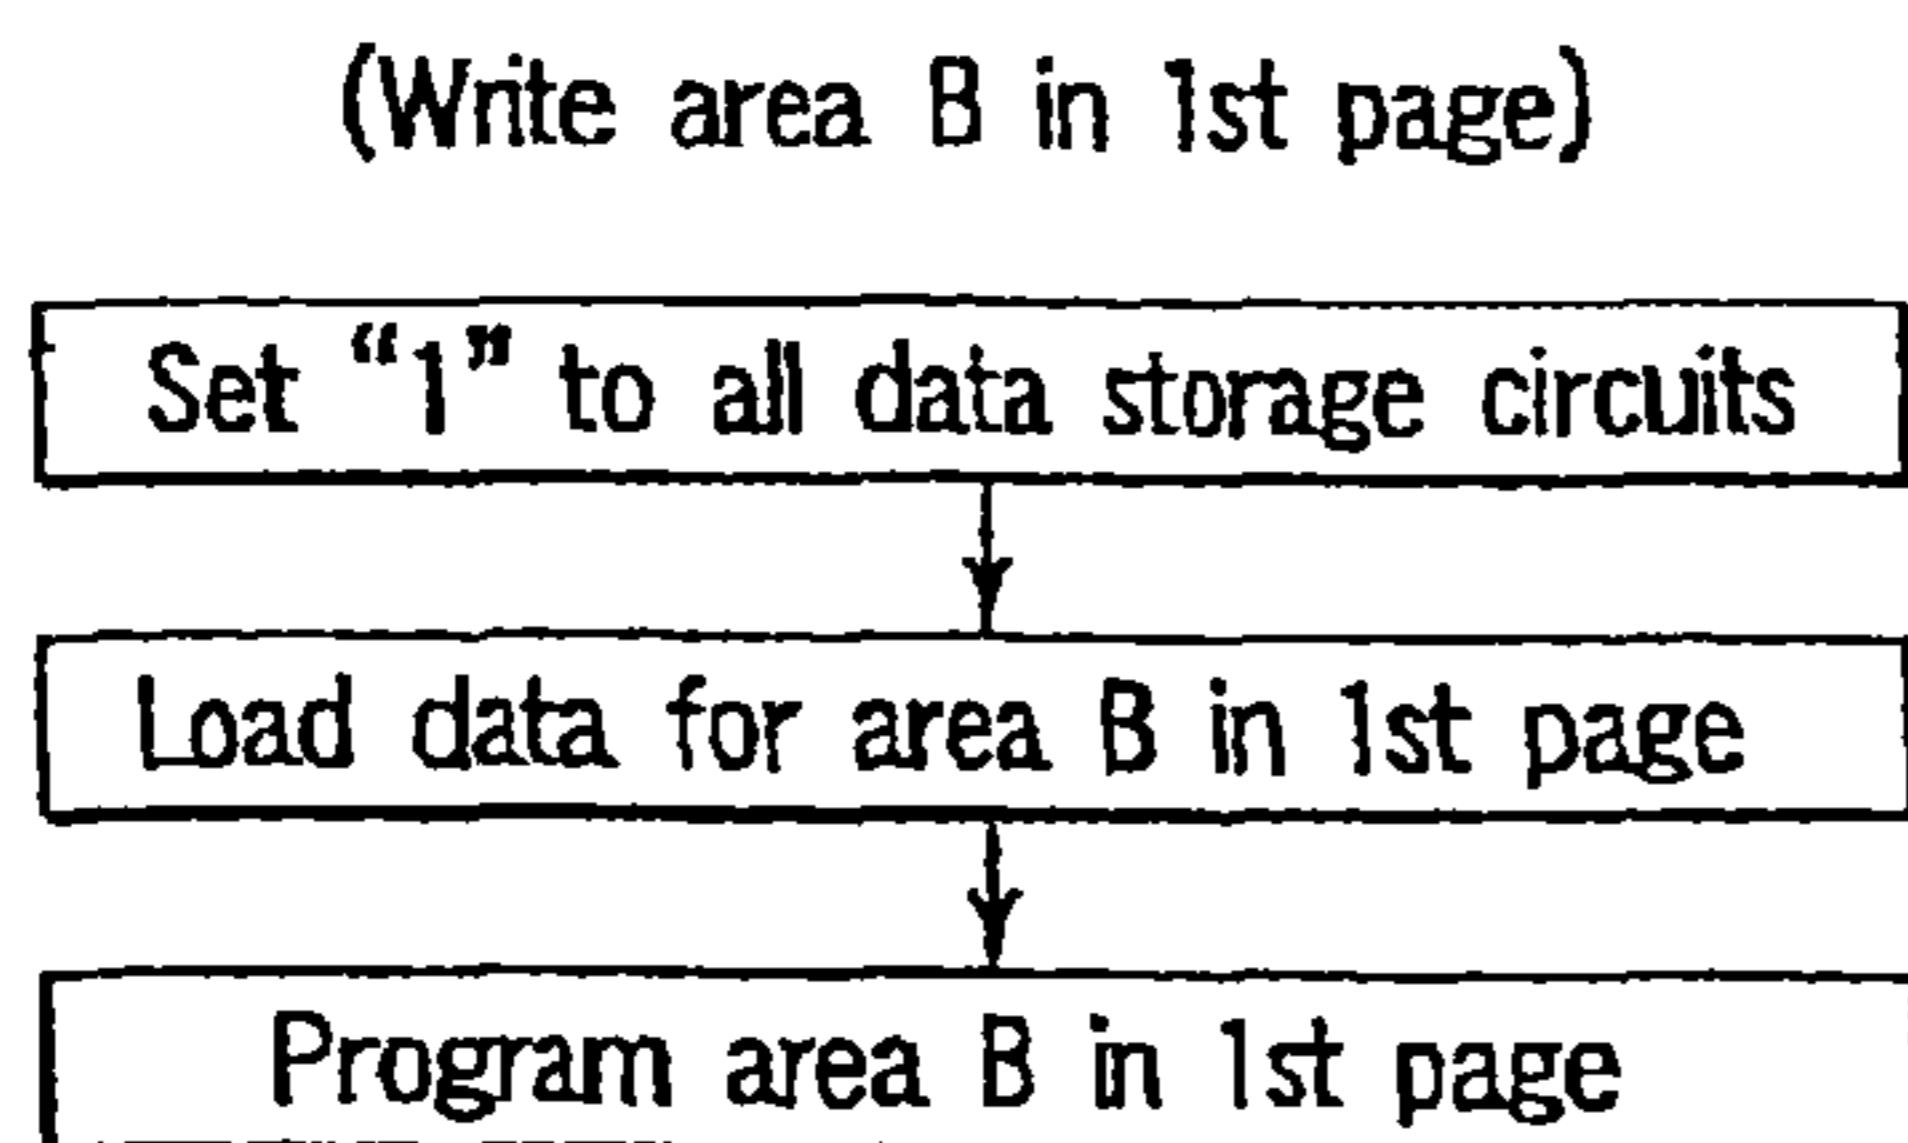 (Write area B in 1st page)
Set “1” to all data storage circuits
Load data for area B in 1st page
Program area B in 1st page